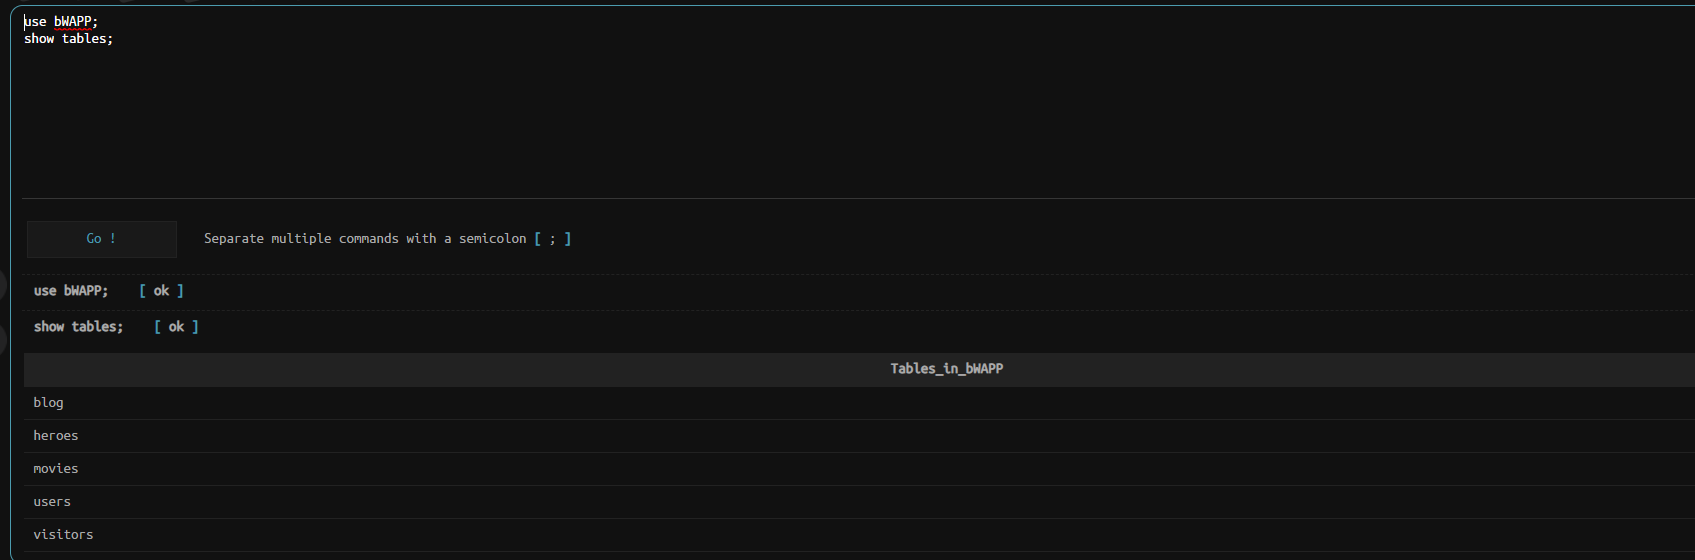 use bWAPP;
show tables;
Go !
Separate multiple commands with a semicolon [ ; ]
use bWAPP; [ ok ]
show tables; [ ok ]
Tables_in_bWAPP
blog
heroes
movies
users
visitors